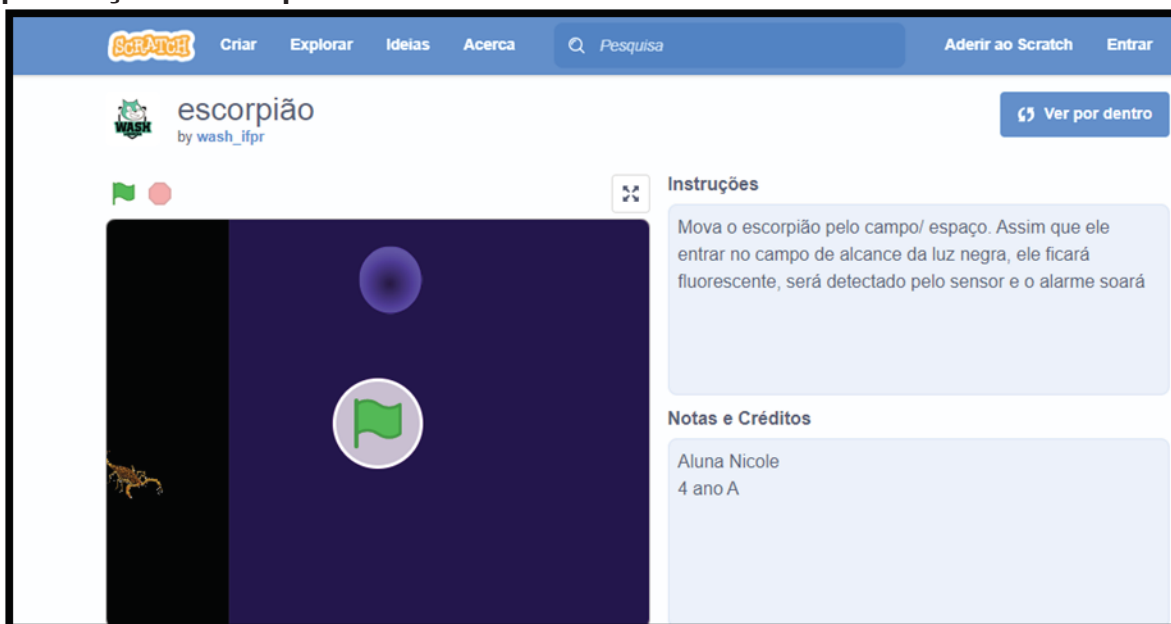 SCRATCH Criar Explorar Ideias Acerca Pesquisa Aderir ao Scratch Entrar
WASH
escorpião
by wash_ifpr
Ver por dentro
Instruções
Mova o escorpião pelo campo/ espaço. Assim que ele
entrar no campo de alcance da luz negra, ele ficará
fluorescente, será detectado pelo sensor e o alarme soará
Notas e Créditos
Aluna Nicole
4 ano A